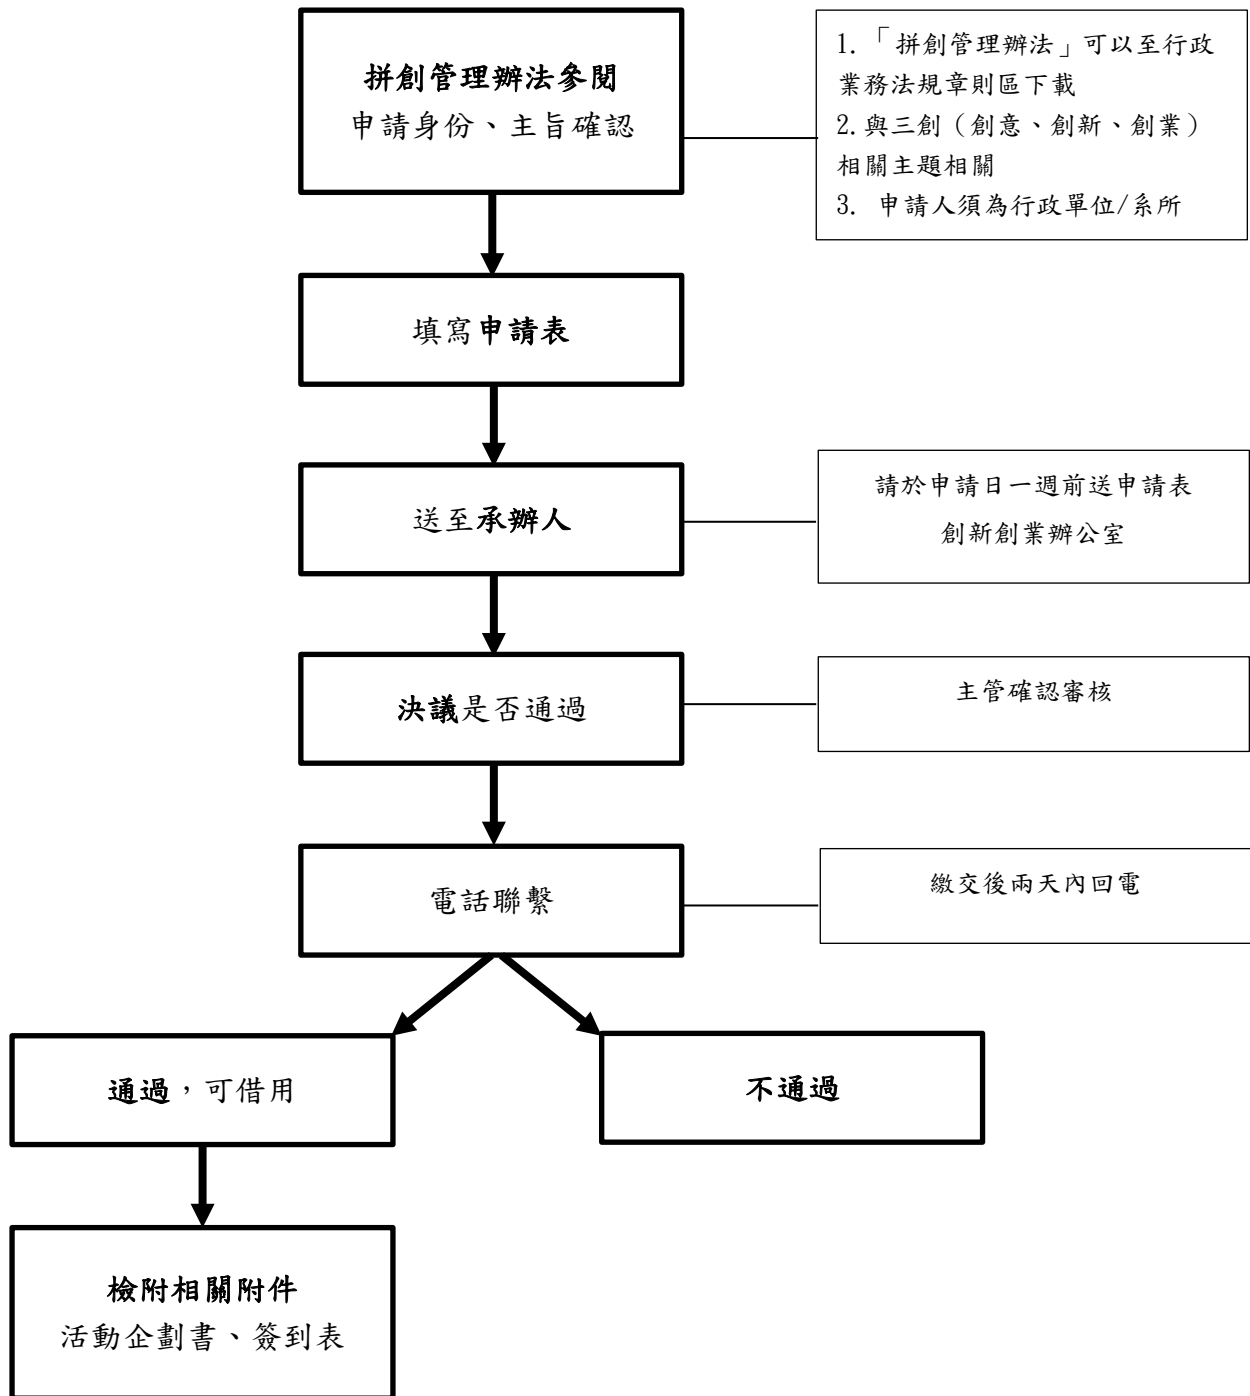 拼創管理辦法參閱
申請身份、主旨確認
1.「拼創管理辦法」可以至行政
業務法規章則區下載
2.與三創（創意、創新、創業）
相關主題相關
3. 申請人須為行政單位/系所
填寫申請表
送至承辦人
請於申請日一週前送申請表
創新創業辦公室
決議是否通過
主管確認審核
電話聯繫
繳交後兩天內回電
通過，可借用
不通過
檢附相關附件
活動企劃書、簽到表